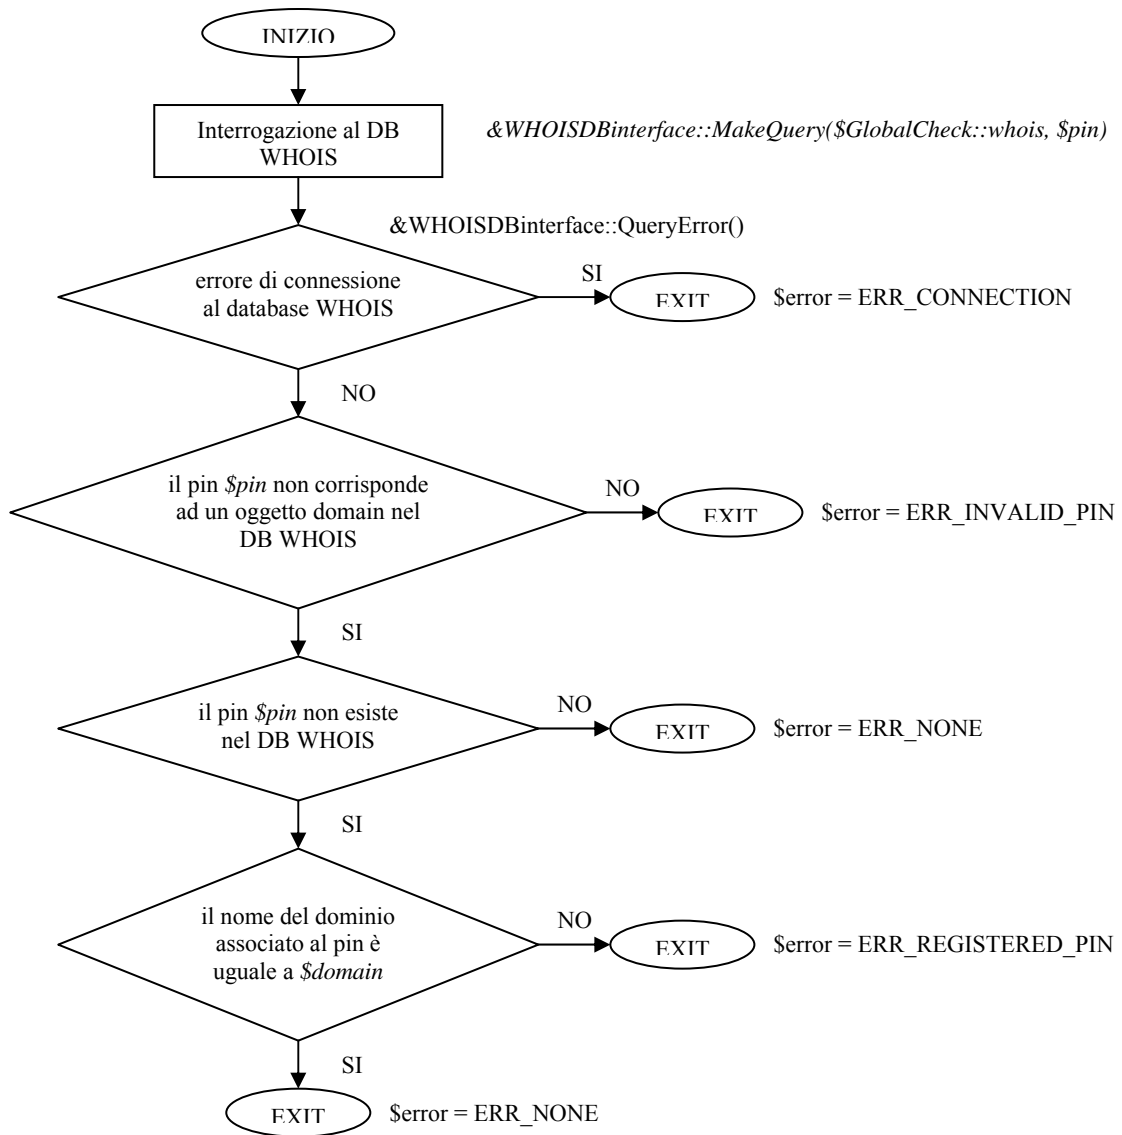 INIZIO
Interrogazione al DB
WHOIS
&WHOISDBinterface::MakeQuery($GlobalCheck::whois, $pin)
&WHOISDBinterface::QueryError()
errore di connessione
al database WHOIS
SI
EXIT
$error = ERR_CONNECTION
NO
il pin $pin non corrisponde
ad un oggetto domain nel
DB WHOIS
NO
EXIT
$error = ERR_INVALID_PIN
SI
il pin $pin non esiste
nel DB WHOIS
NO
EXIT
$error = ERR_NONE
SI
il nome del dominio
associato al pin è
uguale a $domain
NO
EXIT
$error = ERR_REGISTERED_PIN
SI
EXIT
$error = ERR_NONE